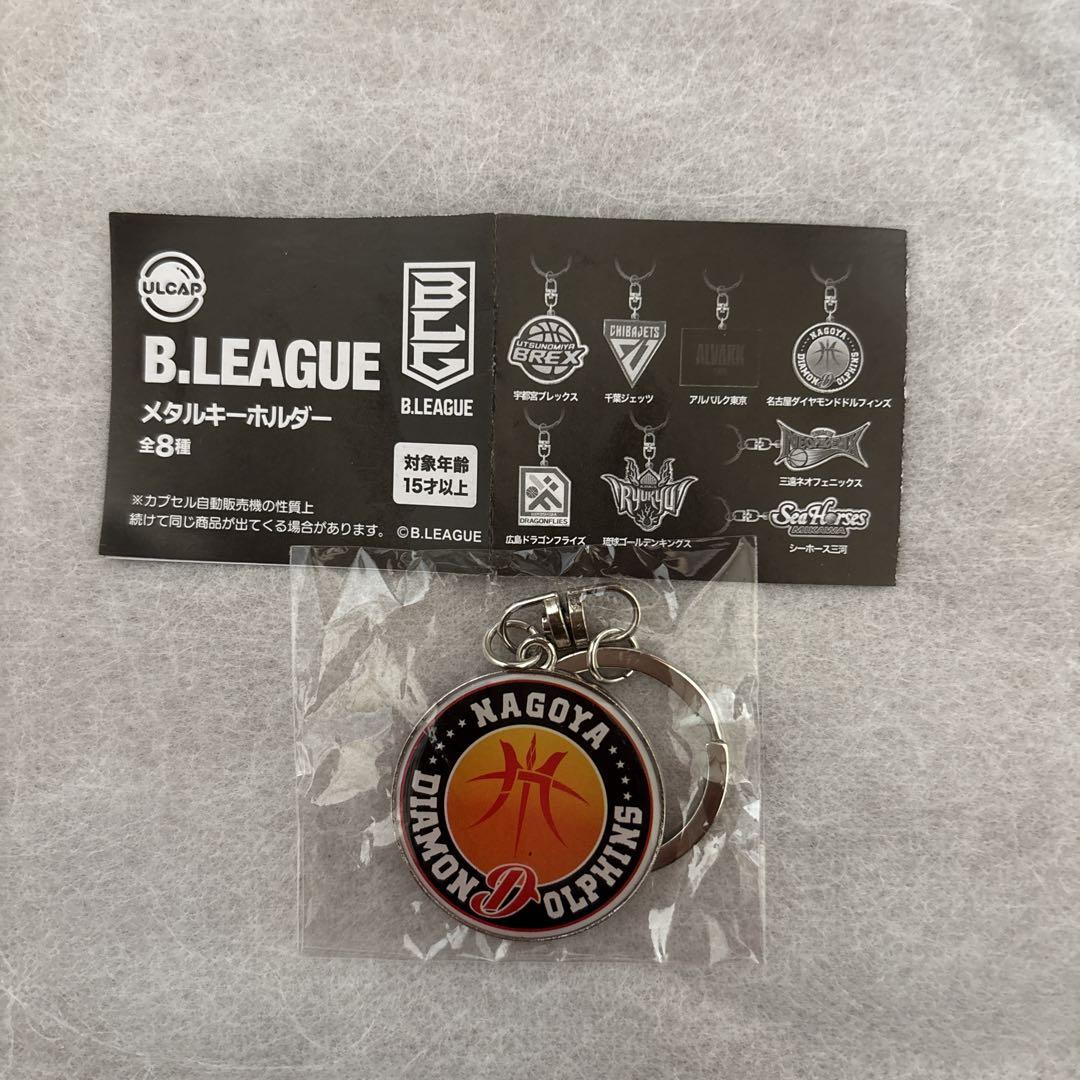 ULCAP
B.LEAGUE
メタルキーホルダー
全8種
BLG
B.LEAGUE
対象年齢
15才以上
※カプセル自動販売機の性質上
続けて同じ商品が出てくる場合があります。
©B.LEAGUE
UTSUNOMIYA
BREX
宇都宮ブレックス
CHIBAJETS
千葉ジェッツ
ALVARK
アルバルク東京
NAGOYA
DIAMOND DOLPHINS
名古屋ダイヤモンドドルフィンズ
DRAGONFLIES
広島ドラゴンフライズ
RYUKYU
琉球ゴールデンキングス
NEOPHOENIX
三遠ネオフェニックス
SeaHorses
MIKAWA
シーホース三河
NAGOYA
DIAMOND DOLPHINS